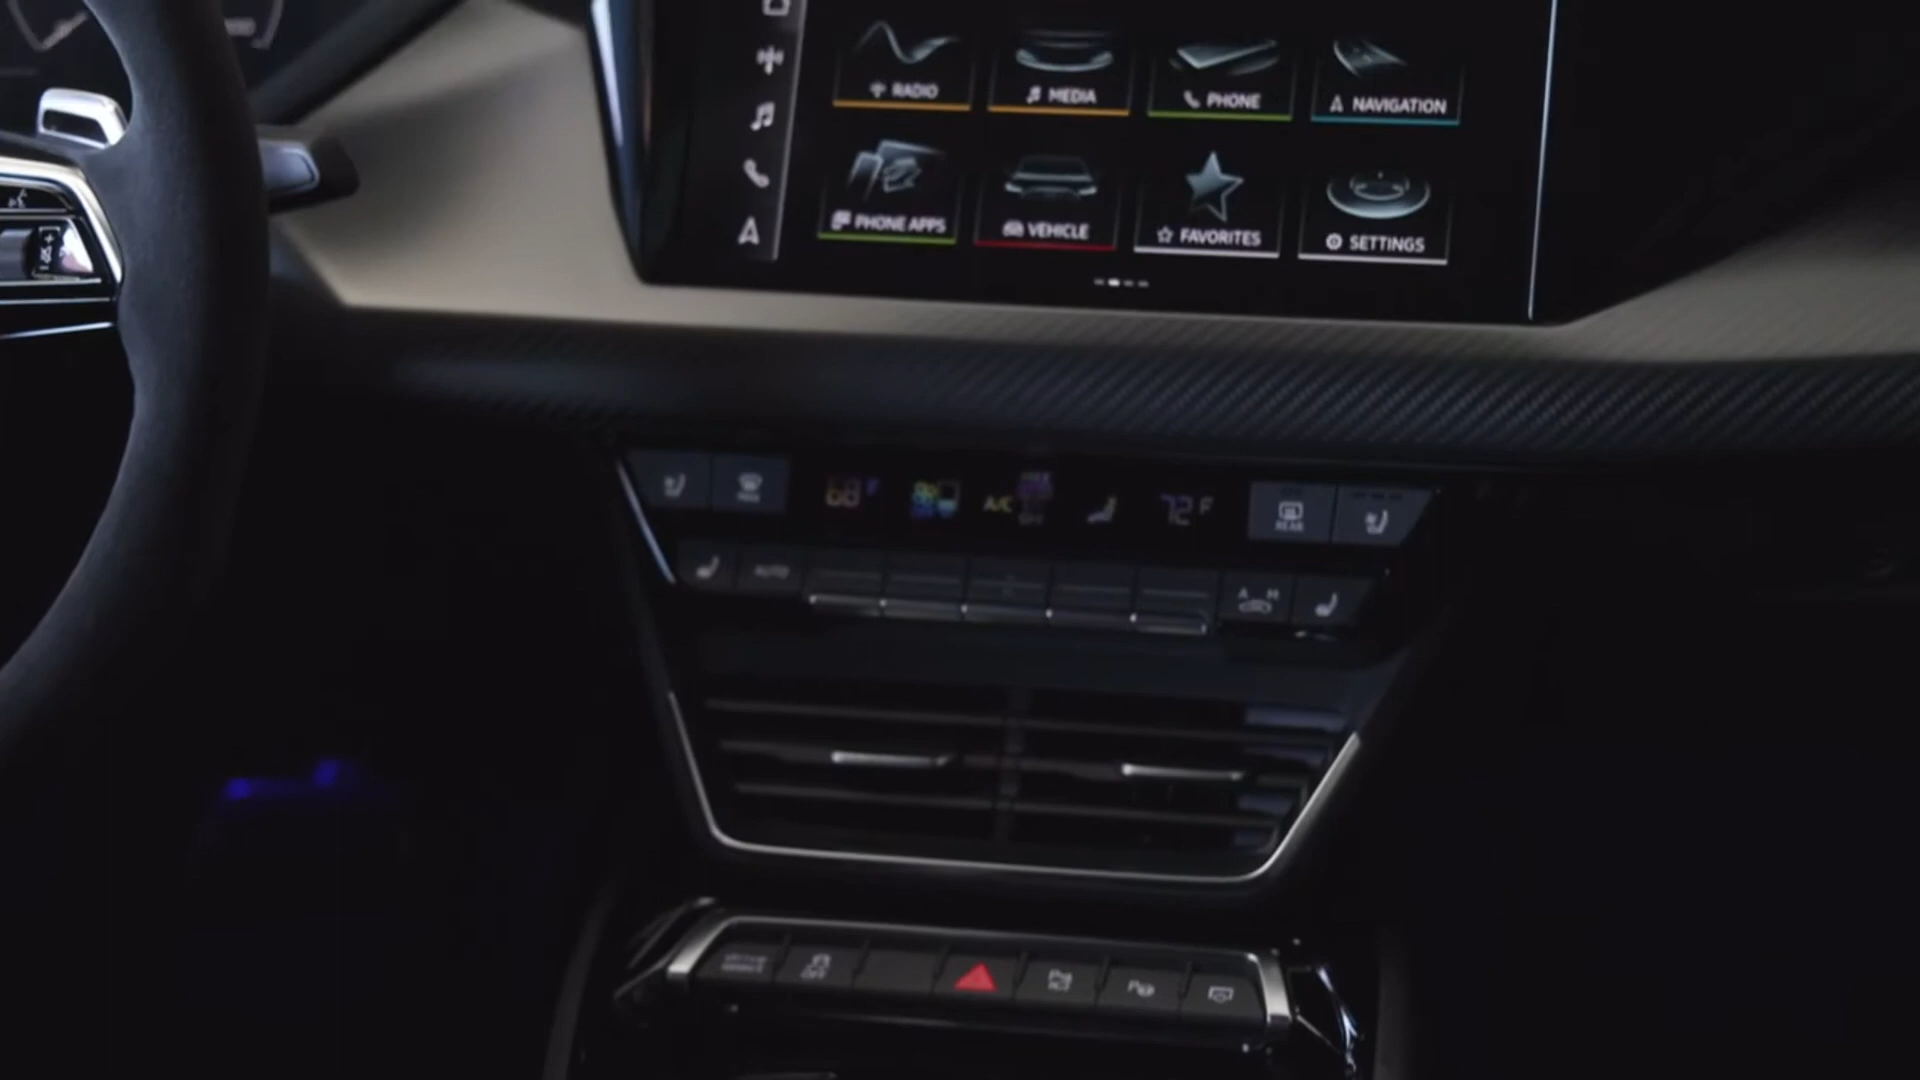 RADIO
MEDIA
PHONE
NAVIGATION
PHONE APPS
VEHICLE
FAVORITES
SETTINGS
68°F
A/C
72°F
REAR
AUTO
A M